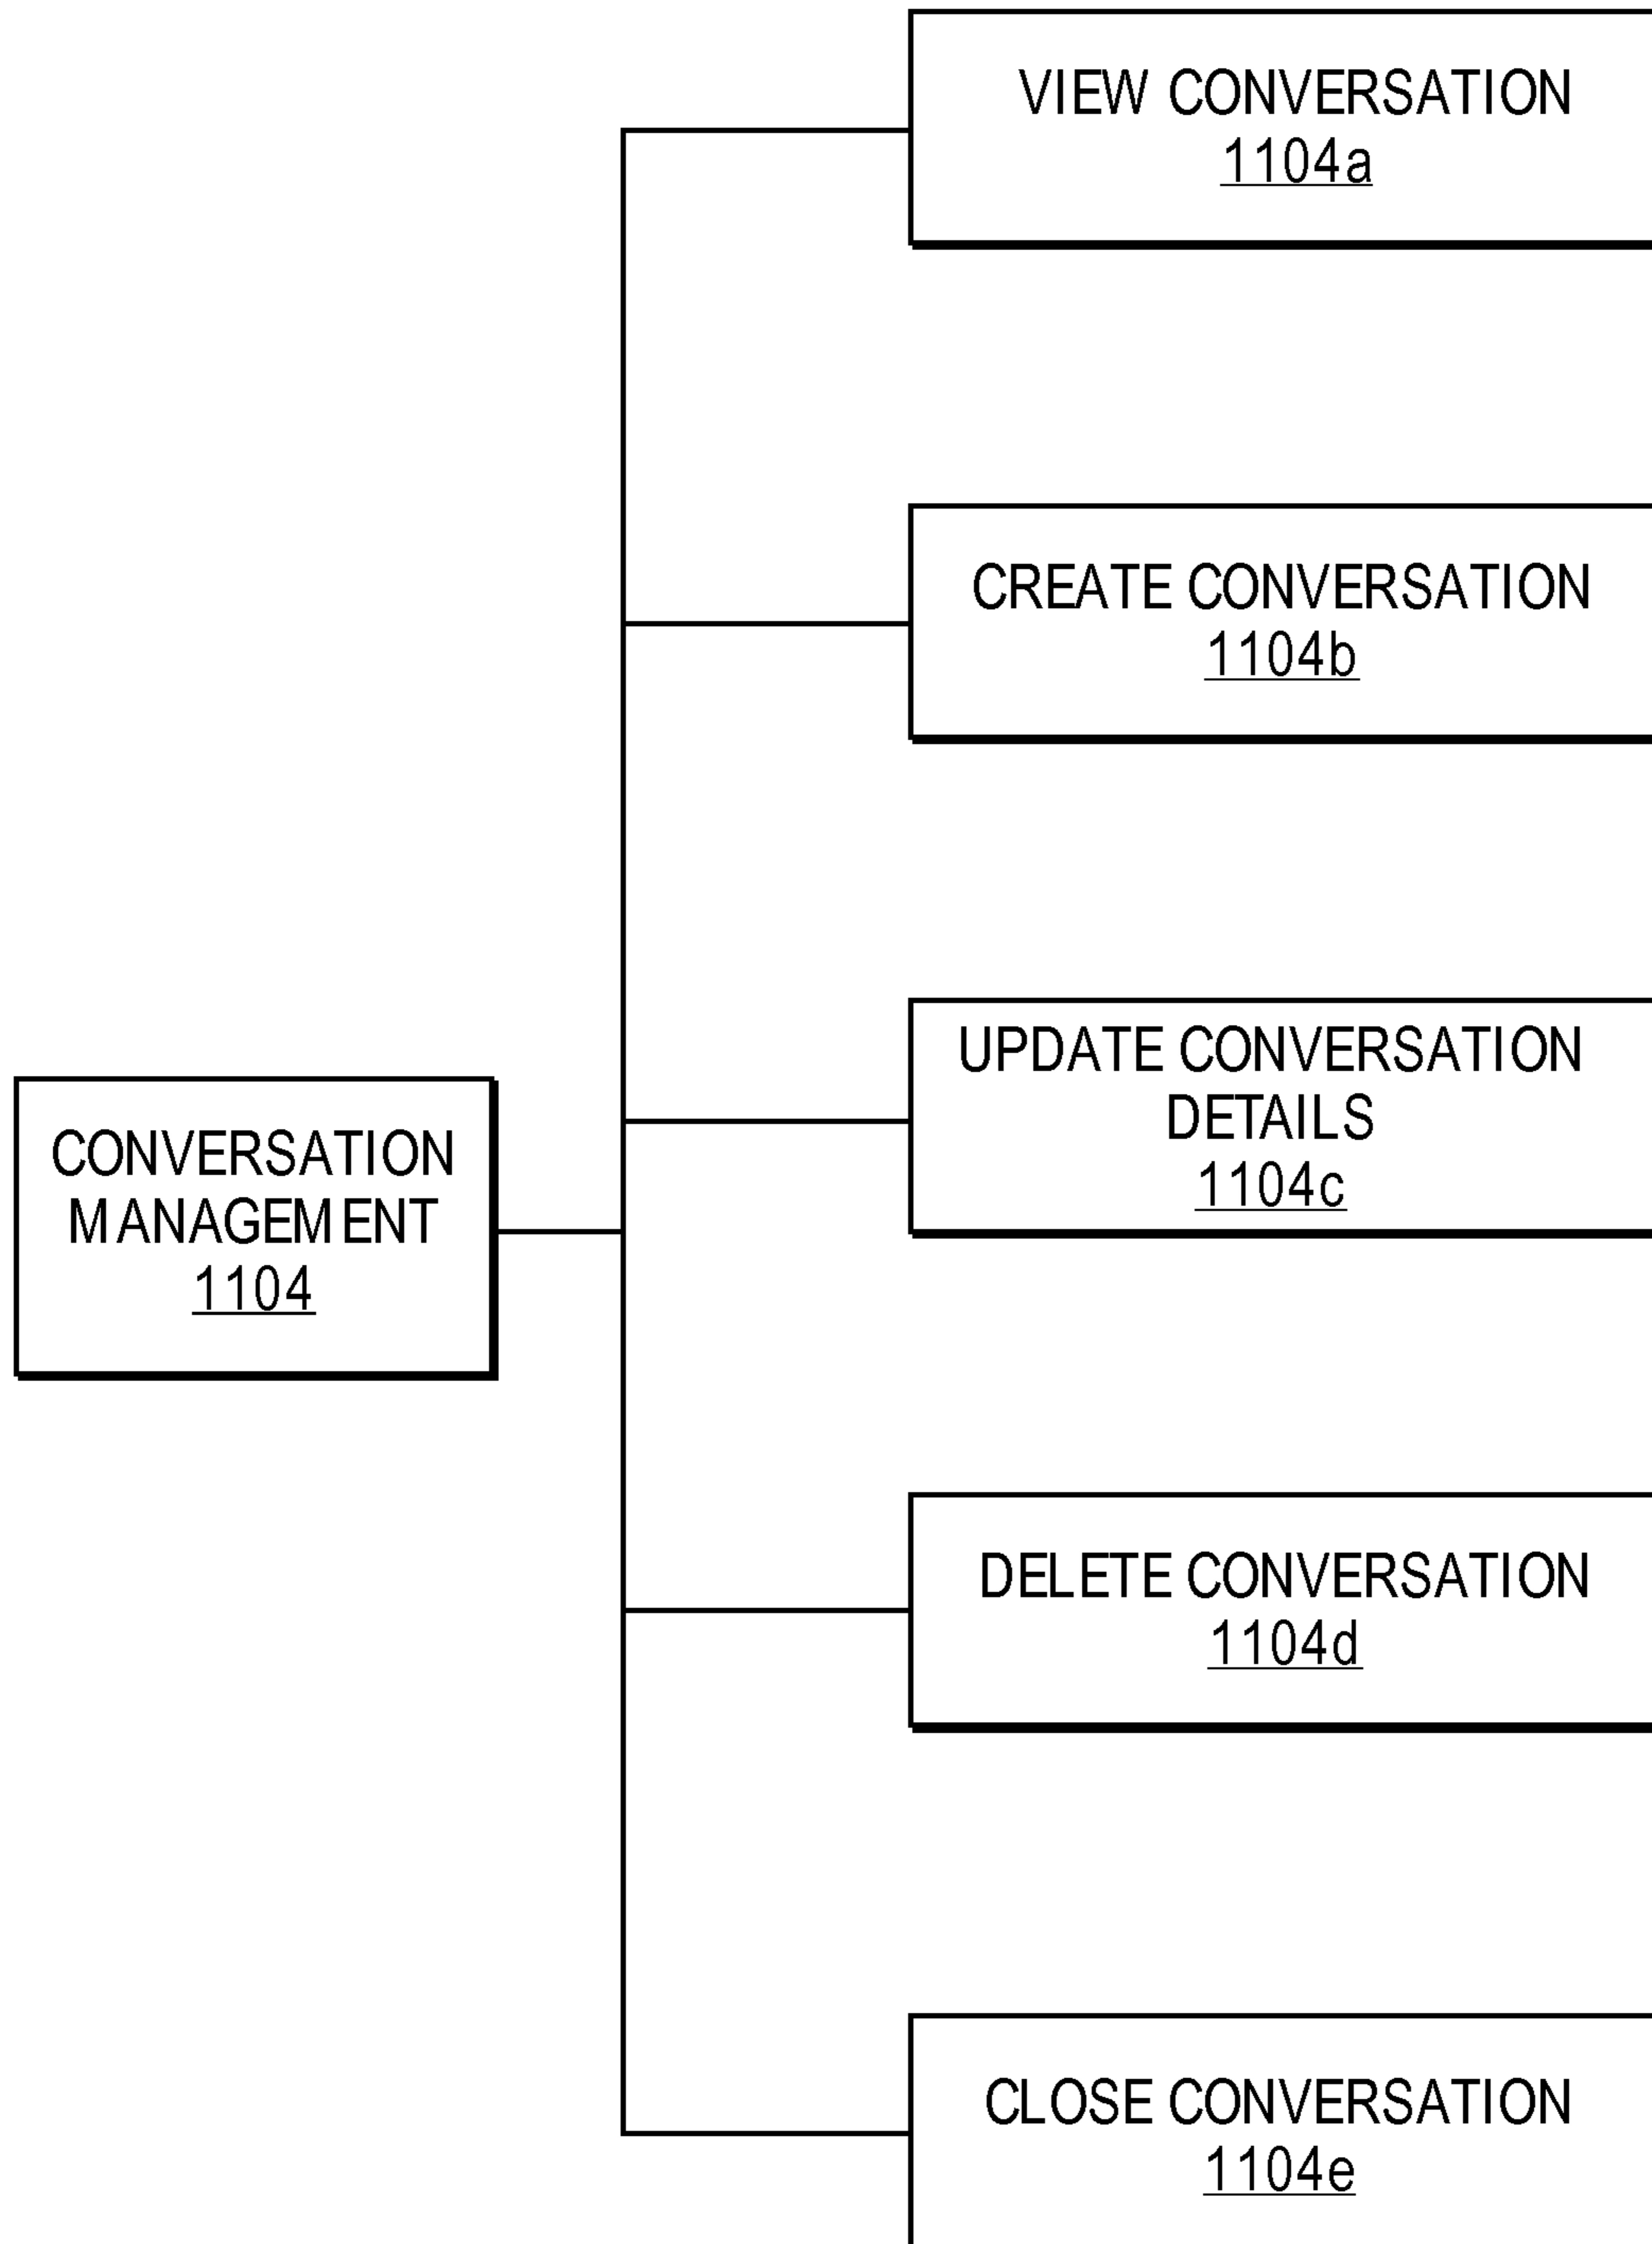 VIEW CONVERSATION
1104a
CREATE CONVERSATION
1104b
UPDATE CONVERSATION
DETAILS
1104c
CONVERSATION
MANAGEMENT
1104
DELETE CONVERSATION
1104d
CLOSE CONVERSATION
1104e